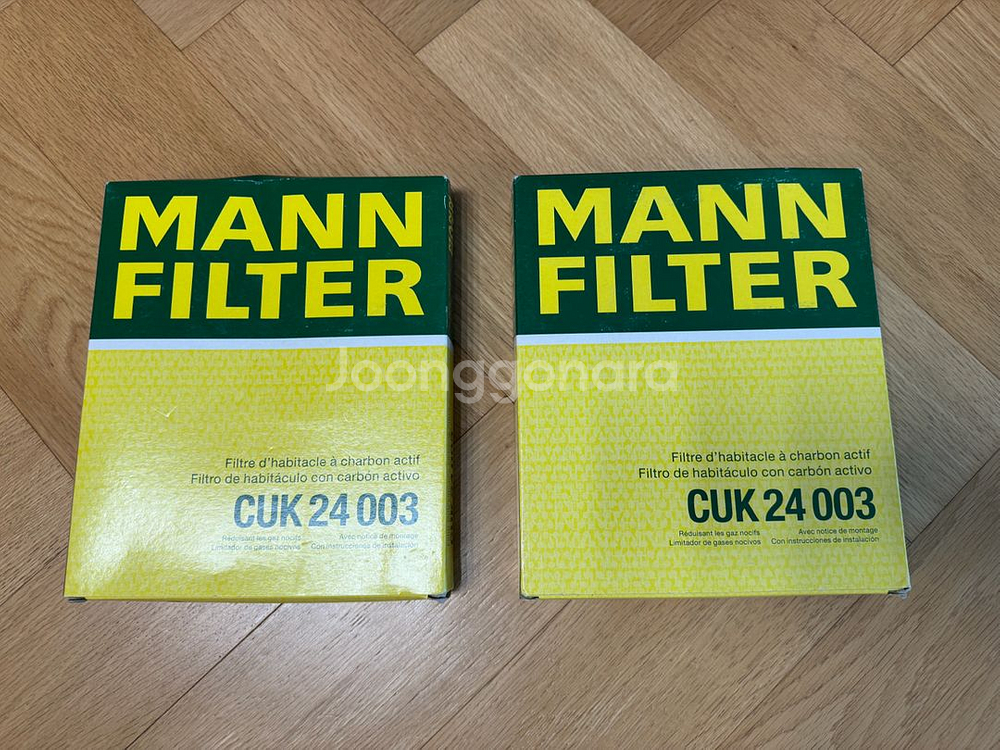 MANN
FILTER
Filtre d'habitacle à charbon actif
Filtro de habitáculo con carbón activo
CUK 24 003
Réduisant les gaz nocifs
Limitador de gases nocivos
Avec notice de montage
Con instrucciones de instalación
MANN
FILTER
Filtre d'habitacle à charbon actif
Filtro de habitáculo con carbón activo
CUK 24 003
Réduisant les gaz nocifs
Limitador de gases nocivos
Avec notice de montage
Con instrucciones de instalación
Joonggonara